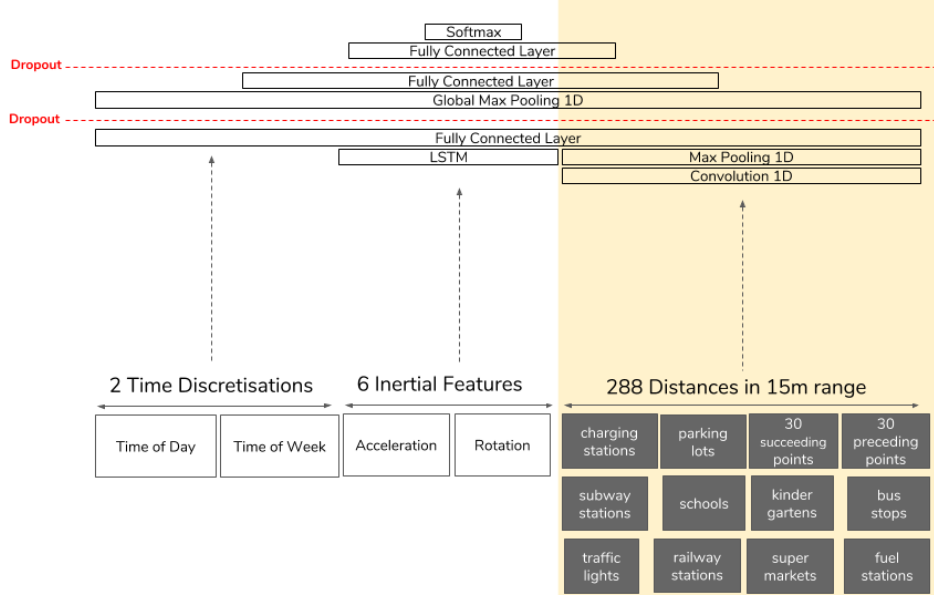 Softmax
Fully Connected Layer
Dropout
Fully Connected Layer
Global Max Pooling 1D
Dropout
Fully Connected Layer
LSTM
Max Pooling 1D
Convolution 1D
2 Time Discretisations
6 Inertial Features
288 Distances in 15m range
Time of Day
Time of Week
Acceleration
Rotation
charging
stations
parking
lots
30
succeeding
points
30
preceding
points
subway
stations
schools
kinder
gartens
bus
stops
traffic
lights
railway
stations
super
markets
fuel
stations